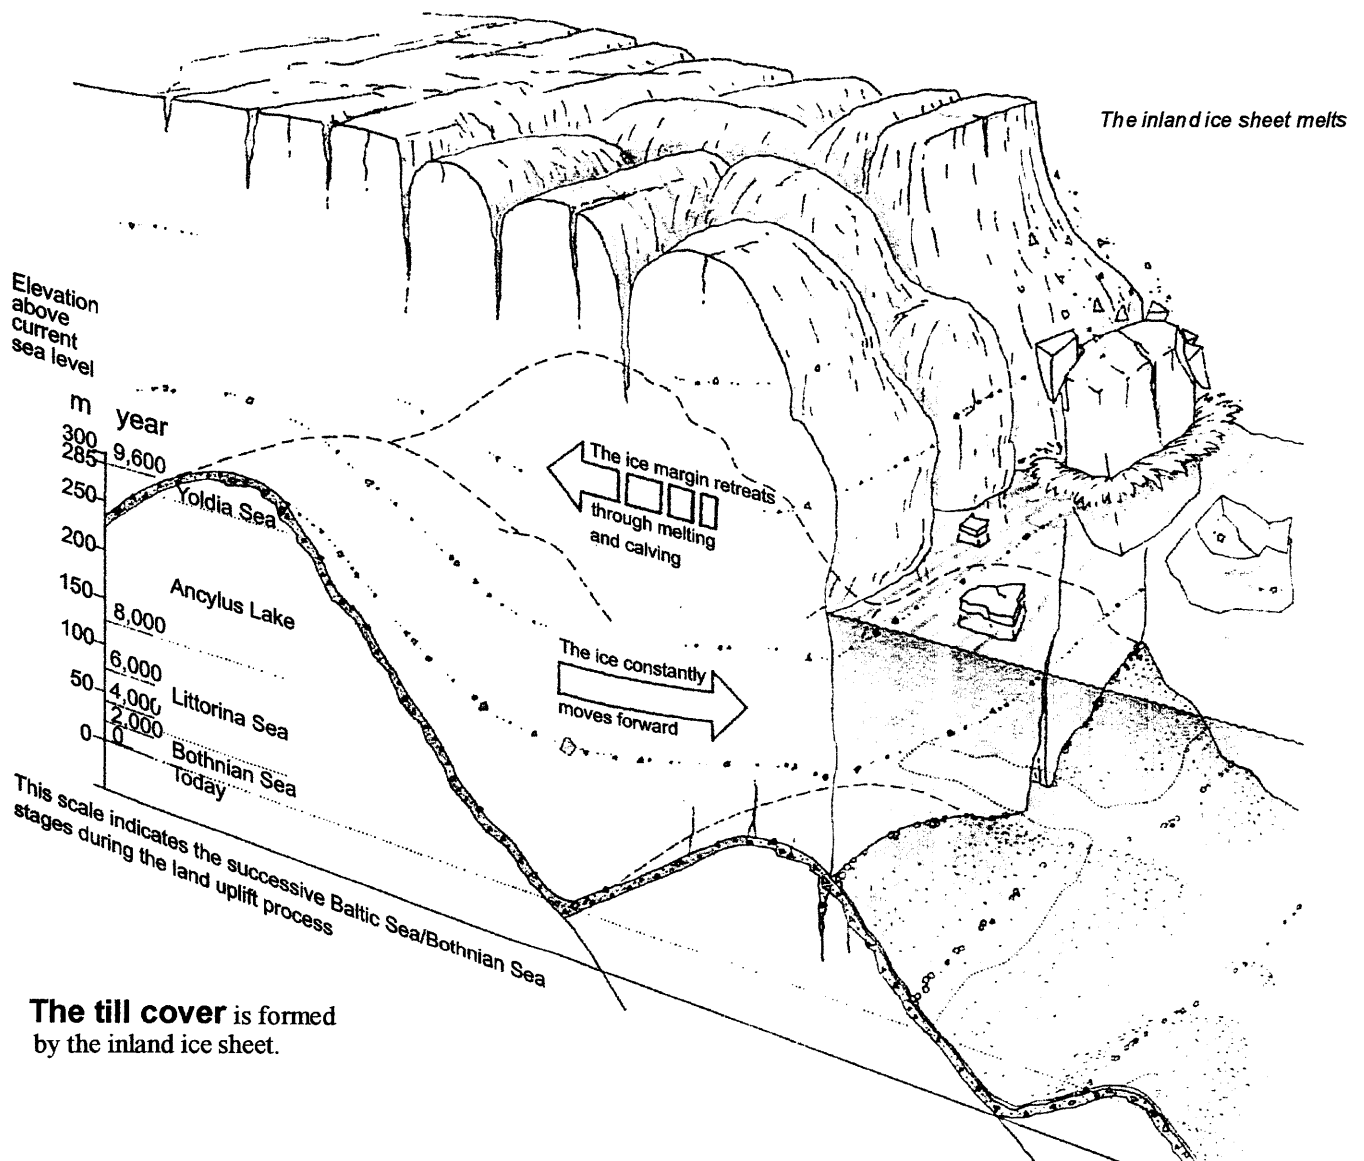 The inland ice sheet melts
Elevation
above
current
sea level
m year
300
285
9,600
250
Yoldia Sea
200
150
Ancylus Lake
8,000
100
6,000
50
Littorina Sea
4,000
2,000
0
0
Bothnian Sea
Today
The ice margin retreats
through melting
and calving
The ice constantly
moves forward
This scale indicates the successive Baltic Sea/Bothnian Sea
stages during the land uplift process
The till cover is formed
by the inland ice sheet.